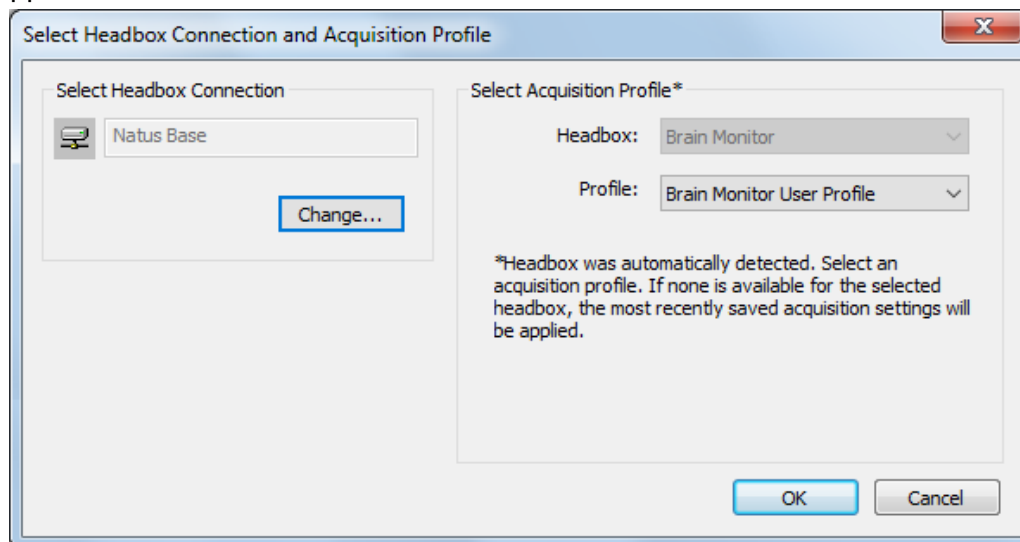 Select Headbox Connection and Acquisition Profile
Select Headbox Connection
Natus Base
Change...
Select Acquisition Profile*
Headbox: Brain Monitor
Profile: Brain Monitor User Profile
*Headbox was automatically detected. Select an
acquisition profile. If none is available for the selected
headbox, the most recently saved acquisition settings will
be applied.
OK Cancel